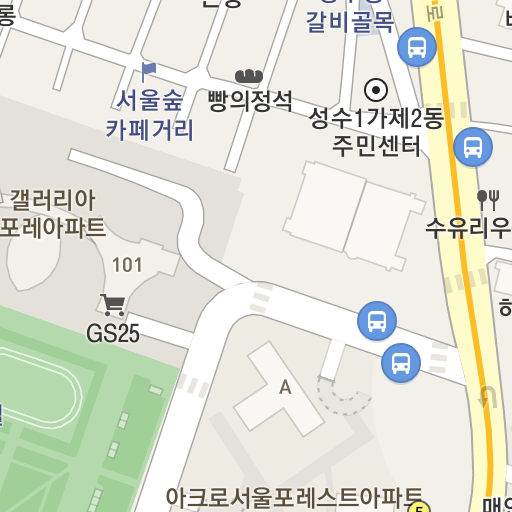 갈비골목
로
서울숲
카페거리
빵의정석
성수1가제2동
주민센터
갤러리아
포레아파트
수유리우
101
GS25
A
아크로서울포레스트아파트
5